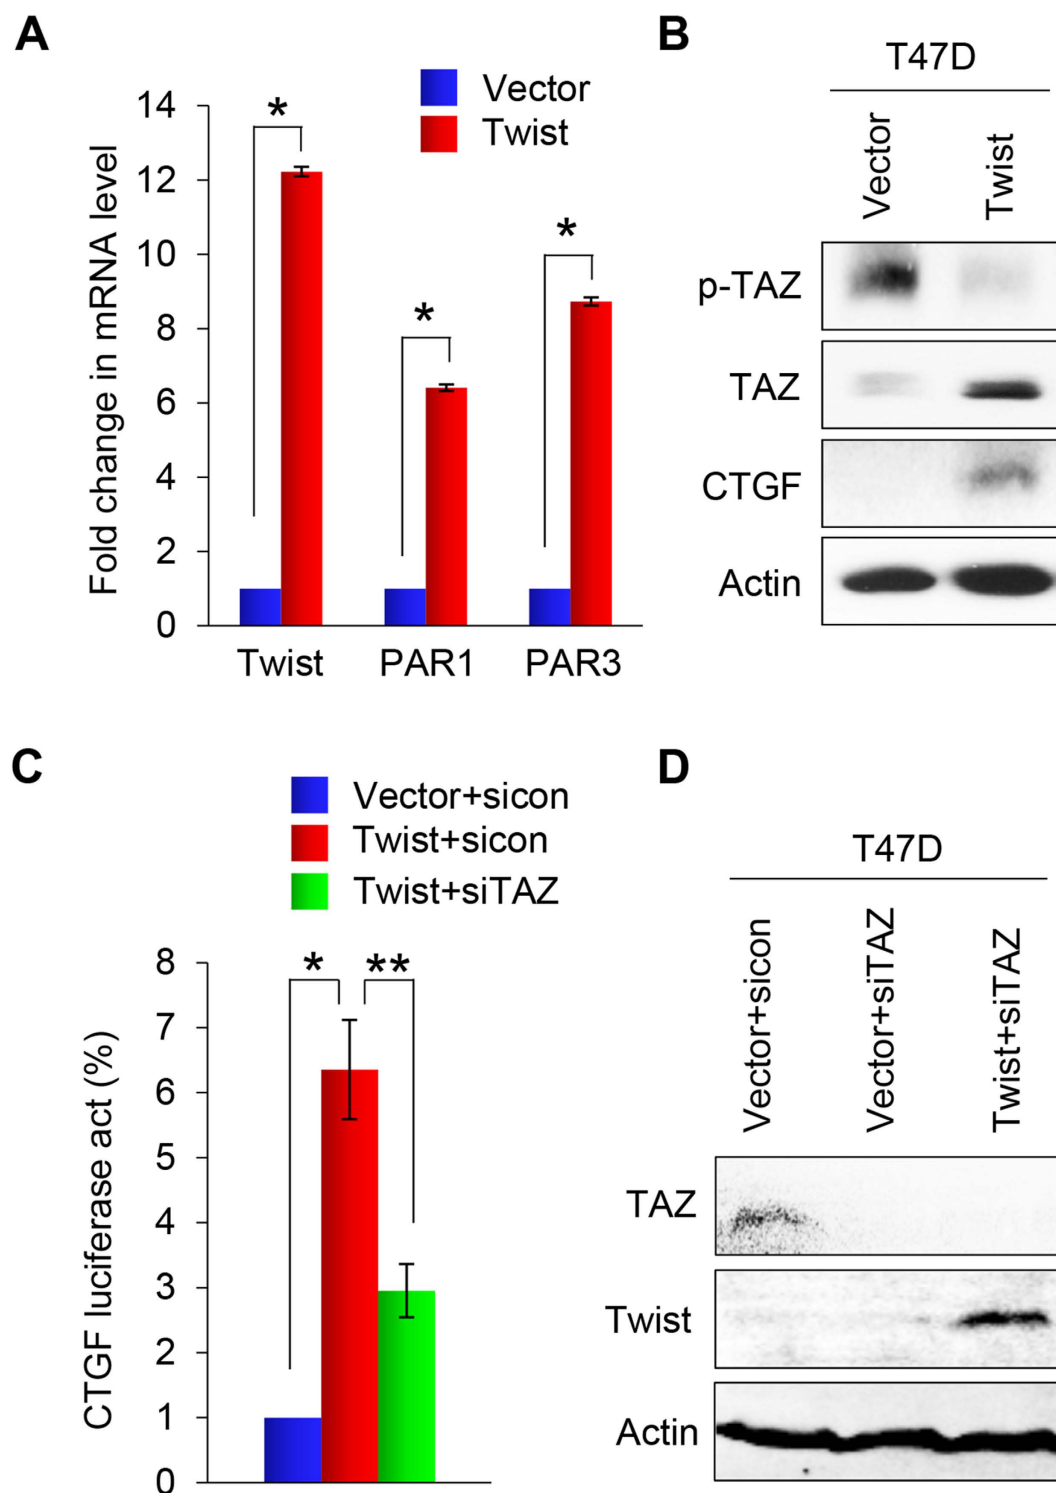 A
Vector
Twist
*
*
*
Fold change in mRNA level
14
12
10
8
6
4
2
0
Twist PAR1 PAR3
B
T47D
Vector Twist
p-TAZ
TAZ
CTGF
Actin
C
Vector+sicon
Twist+sicon
Twist+siTAZ
* **
CTGF luciferase act (%)
8
7
6
5
4
3
2
1
0
D
T47D
Vector+sicon Vector+siTAZ Twist+siTAZ
TAZ
Twist
Actin